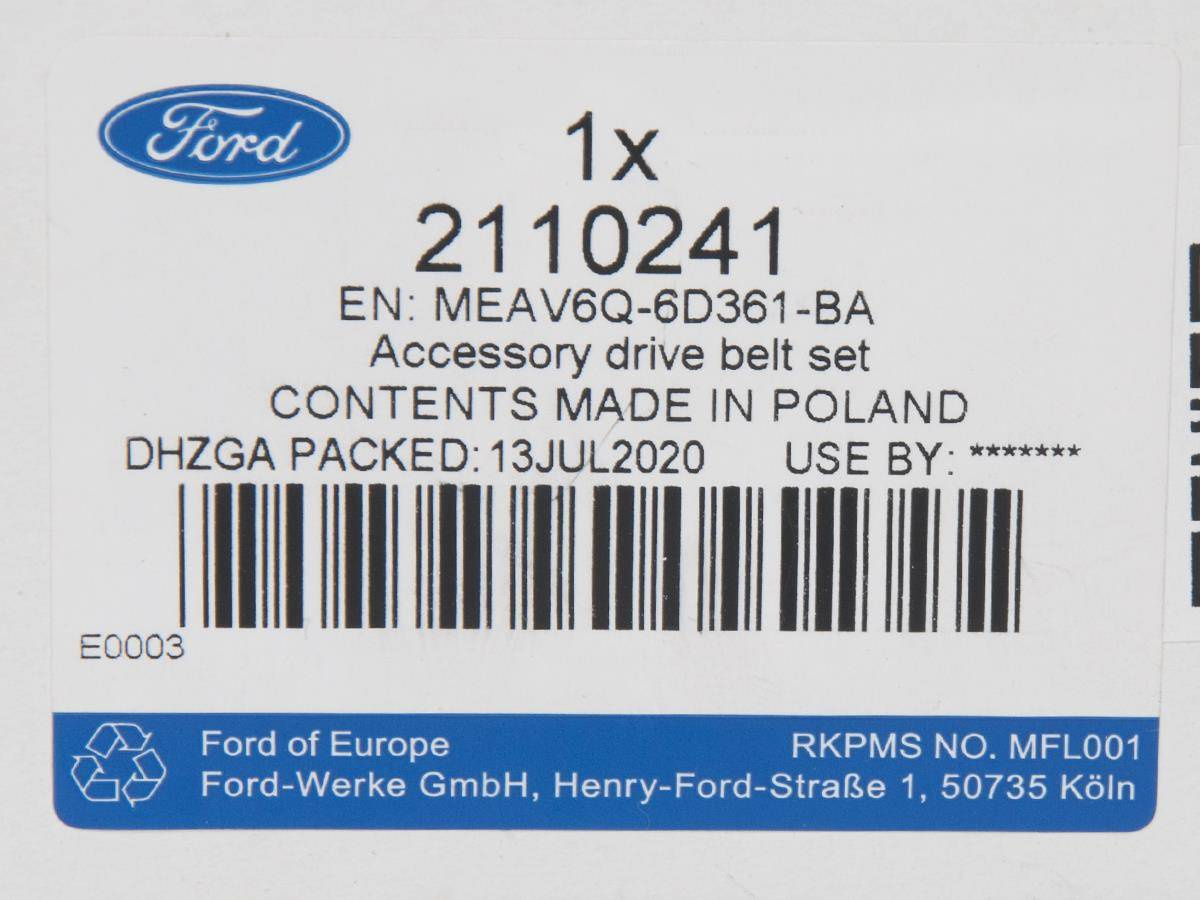 Ford
1x
2110241
EN: MEAV6Q-6D361-BA
Accessory drive belt set
CONTENTS MADE IN POLAND
DHZGA PACKED: 13JUL2020 USE BY: *******
E0003
Ford of Europe RKPMS NO. MFL001
Ford-Werke GmbH, Henry-Ford-Straße 1, 50735 Köln